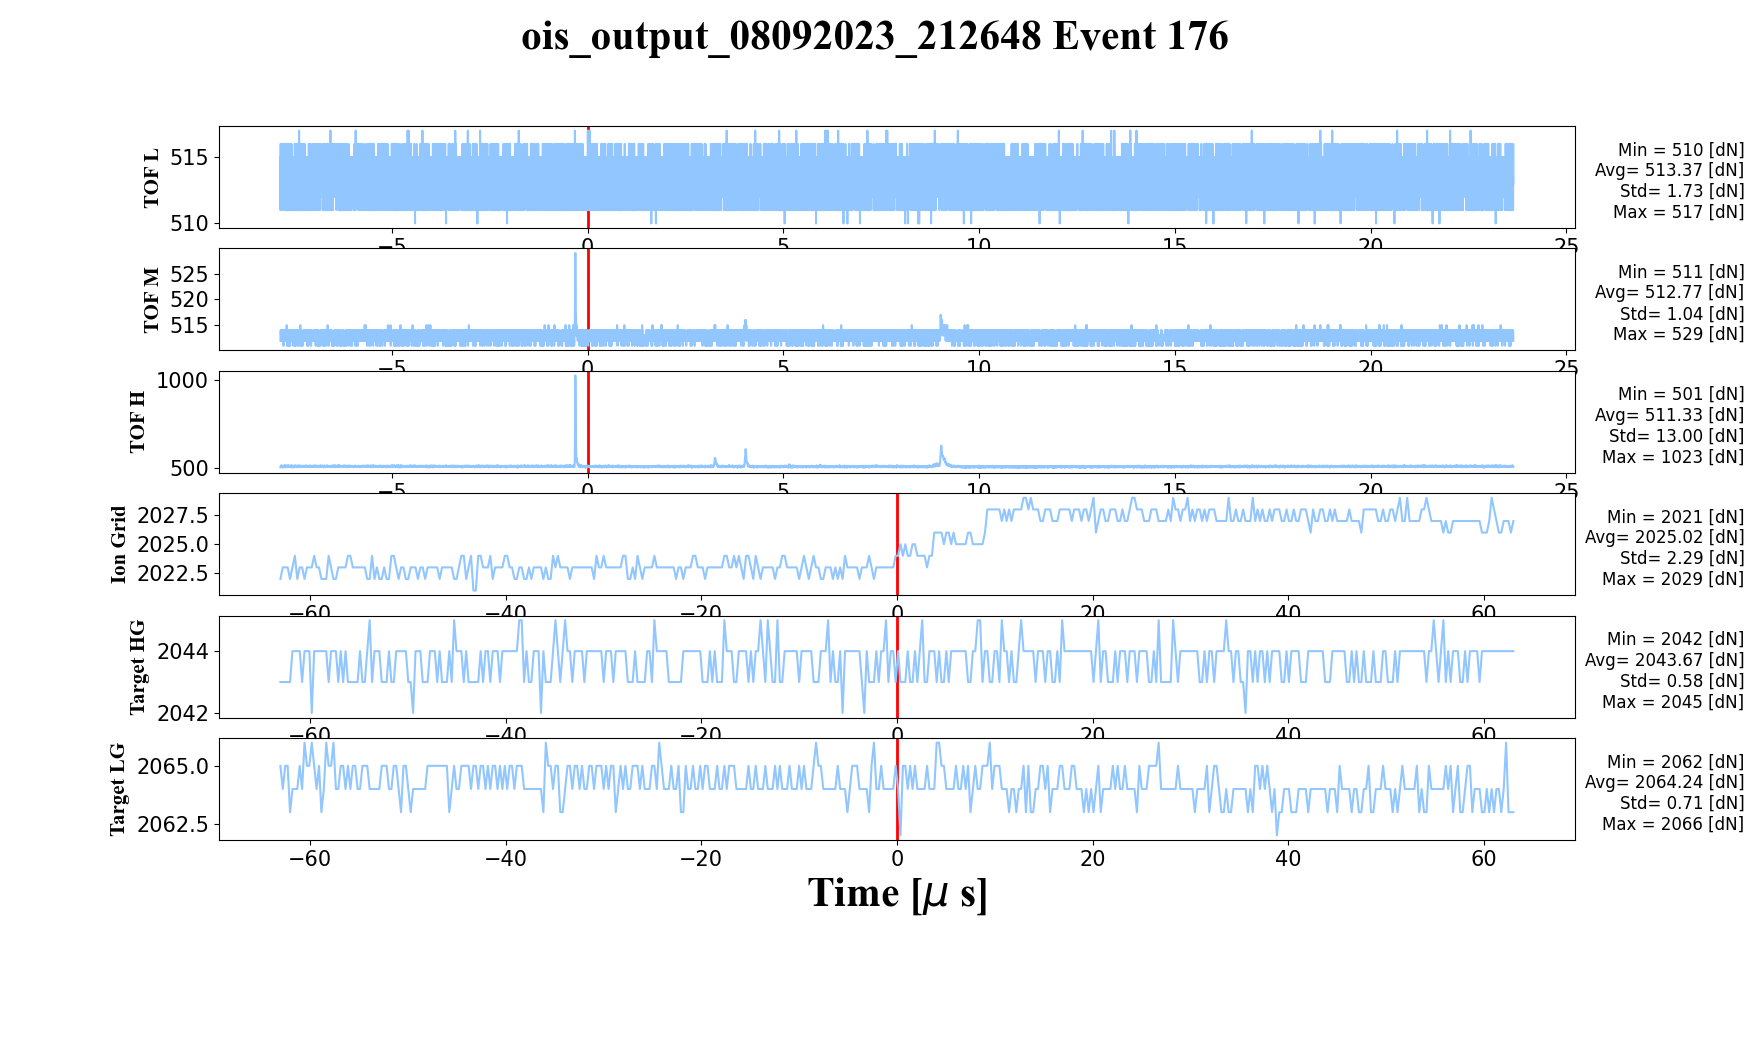 ois_output_08092023_212648 Event 176
TOF L
515
510
−5 0 5 10 15 20 25
Min = 510 [dN]
Avg= 513.37 [dN]
Std= 1.73 [dN]
Max = 517 [dN]
TOF M
525
520
515
−5 0 5 10 15 20 25
Min = 511 [dN]
Avg= 512.77 [dN]
Std= 1.04 [dN]
Max = 529 [dN]
TOF H
1000
500
−5 0 5 10 15 20 25
Min = 501 [dN]
Avg= 511.33 [dN]
Std= 13.00 [dN]
Max = 1023 [dN]
Ion Grid
2027.5
2025.0
2022.5
−60 −40 −20 0 20 40 60
Min = 2021 [dN]
Avg= 2025.02 [dN]
Std= 2.29 [dN]
Max = 2029 [dN]
Target HG
2044
2042
−60 −40 −20 0 20 40 60
Min = 2042 [dN]
Avg= 2043.67 [dN]
Std= 0.58 [dN]
Max = 2045 [dN]
Target LG
2065.0
2062.5
−60 −40 −20 0 20 40 60
Min = 2062 [dN]
Avg= 2064.24 [dN]
Std= 0.71 [dN]
Max = 2066 [dN]
Time [μ s]